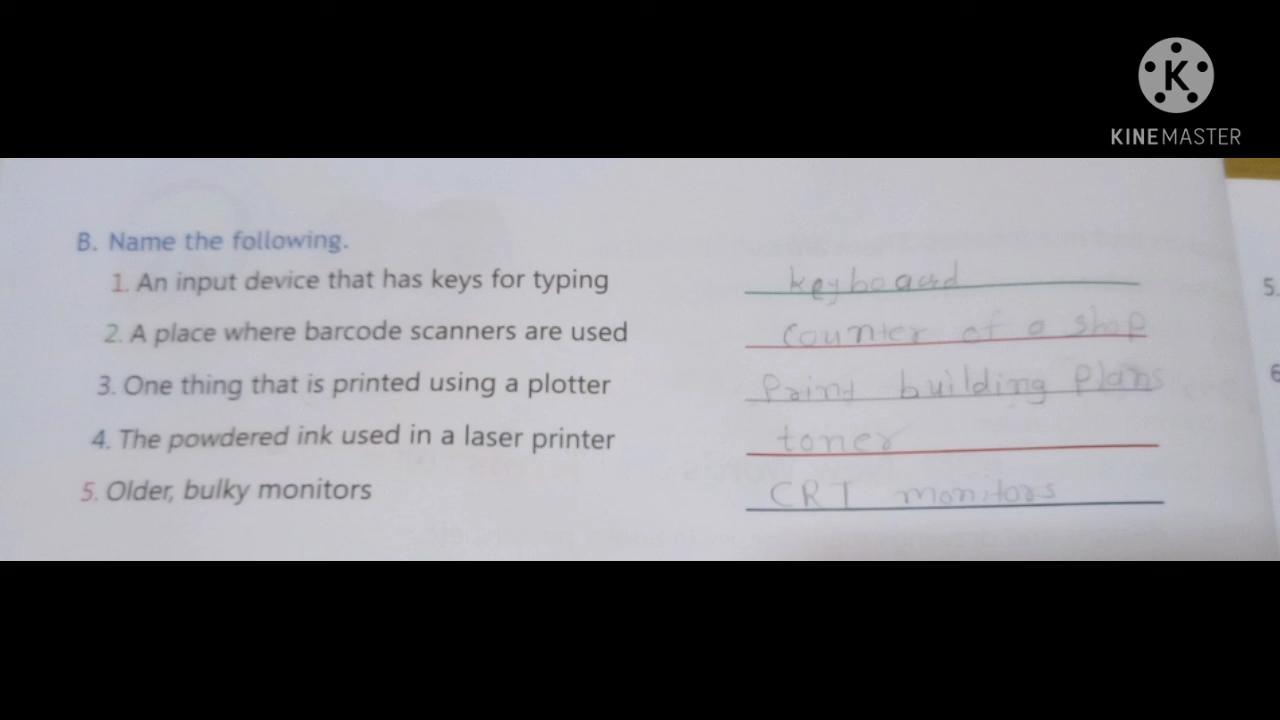 KINEMASTER
B. Name the following.
1. An input device that has keys for typing keyboard
5.
2. A place where barcode scanners are used Counter of a shop
3. One thing that is printed using a plotter Print building Plans
6
4. The powdered ink used in a laser printer toner
5. Older, bulky monitors CRT monitors